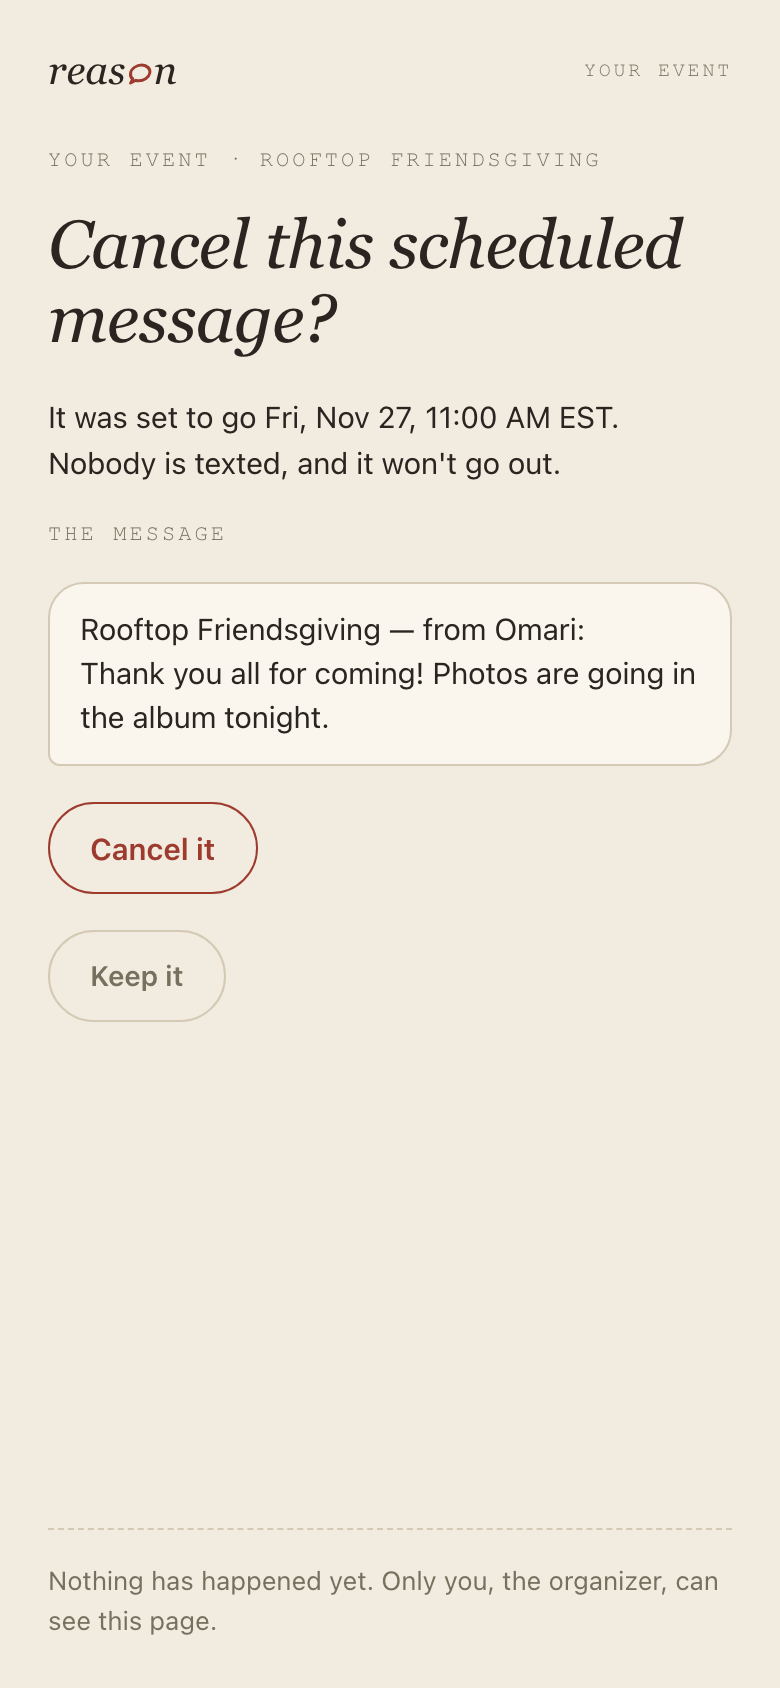 reason
YOUR EVENT
YOUR EVENT · ROOFTOP FRIENDSGIVING
Cancel this scheduled
message?
It was set to go Fri, Nov 27, 11:00 AM EST.
Nobody is texted, and it won't go out.
THE MESSAGE
Rooftop Friendsgiving — from Omari:
Thank you all for coming! Photos are going in
the album tonight.
Cancel it
Keep it
Nothing has happened yet. Only you, the organizer, can
see this page.